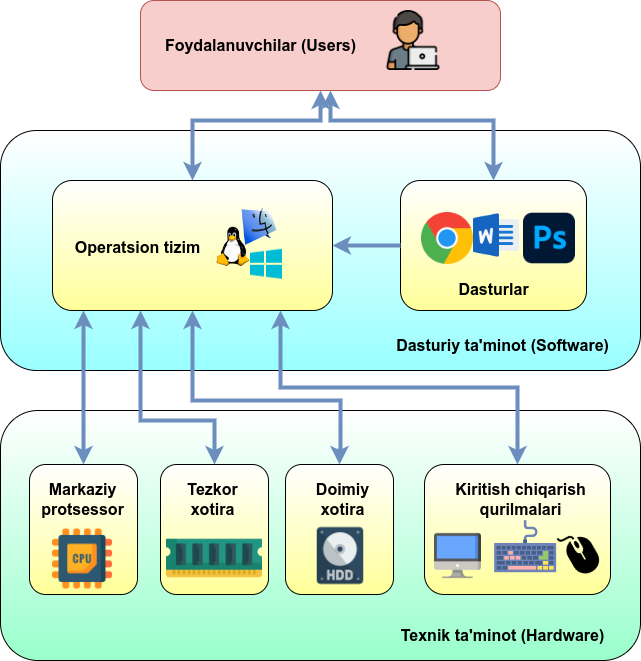 Foydalanuvchilar (Users)
Operatsion tizim
W
Ps
Dasturlar
Dasturiy ta'minot (Software)
Markaziy
protsessor
CPU
Tezkor
xotira
Doimiy
xotira
HDD
Kiritish chiqarish
qurilmalari
Texnik ta'minot (Hardware)